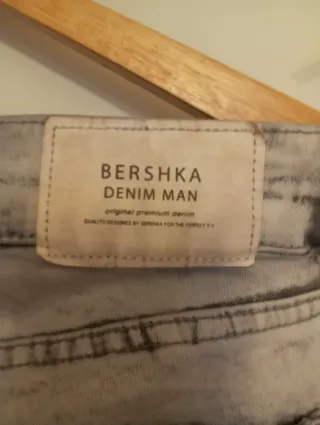 BERSHKA
DENIM MAN
original premium denim
QUALITY/DESIGNED BY BERSHKA FOR THE PERFECT FIT